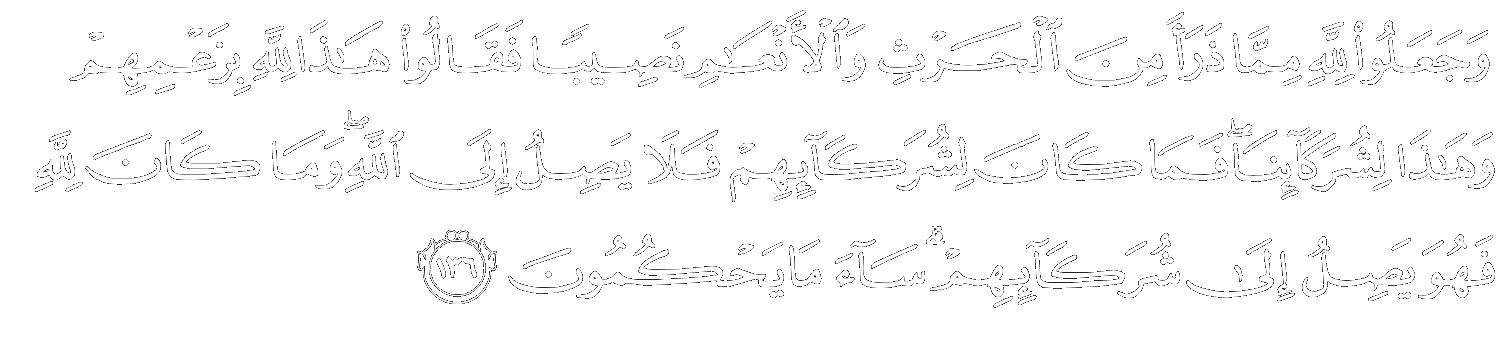 وَجَعَلُوا۟ لِلَّهِ مِمَّا ذَرَأَ مِنَ ٱلْحَرْثِ وَٱلْأَنْعَٰمِ نَصِيبًا فَقَالُوا۟ هَٰذَا لِلَّهِ بِزَعْمِهِمْ
وَهَٰذَا لِشُرَكَآئِنَا ۖ فَمَا كَانَ لِشُرَكَآئِهِمْ فَلَا يَصِلُ إِلَى ٱللَّهِ ۖ وَمَا كَانَ لِلَّهِ
فَهُوَ يَصِلُ إِلَىٰ شُرَكَآئِهِمْ ۗ سَآءَ مَا يَحْكُمُونَ ١٣٦